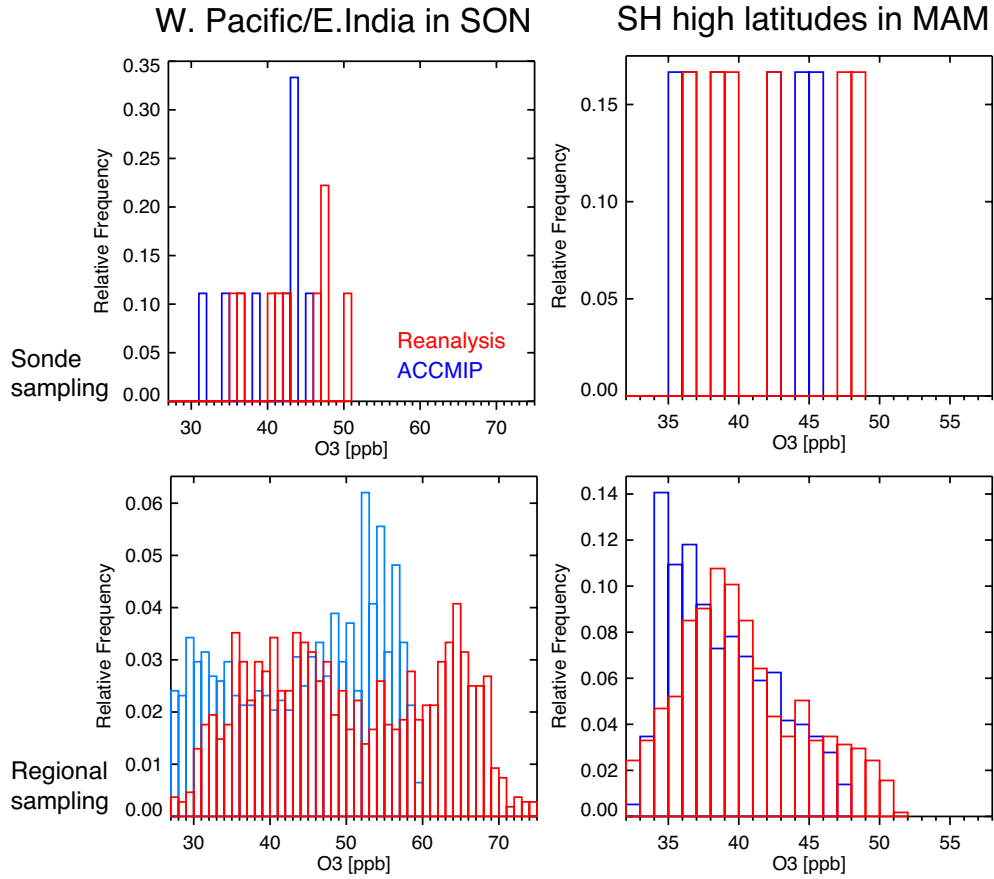 W. Pacific/E.India in SON
SH high latitudes in MAM
Sonde
sampling
Relative Frequency
0.35
0.30
0.25
0.20
0.15
0.10
0.05
0.00
30 40 50 60 70
O3 [ppb]
Reanalysis
ACCMIP
Relative Frequency
0.15
0.10
0.05
0.00
35 40 45 50 55
O3 [ppb]
Regional
sampling
Relative Frequency
0.06
0.05
0.04
0.03
0.02
0.01
0.00
30 40 50 60 70
O3 [ppb]
Relative Frequency
0.14
0.12
0.10
0.08
0.06
0.04
0.02
0.00
35 40 45 50 55
O3 [ppb]